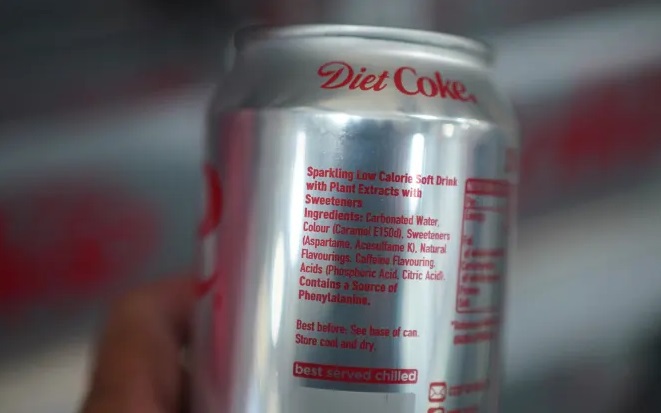 Diet Coke
Sparkling Low Calorie Soft Drink
with Plant Extracts with
Sweeteners
Ingredients: Carbonated Water,
Colour (Caramel E150d), Sweeteners
(Aspartame, Acesulfame K), Natural
Flavourings, Caffeine Flavouring,
Acids (Phosphoric Acid, Citric Acid).
Contains a Source of
Phenylalanine.
Best before: See base of can.
Store cool and dry.
best served chilled